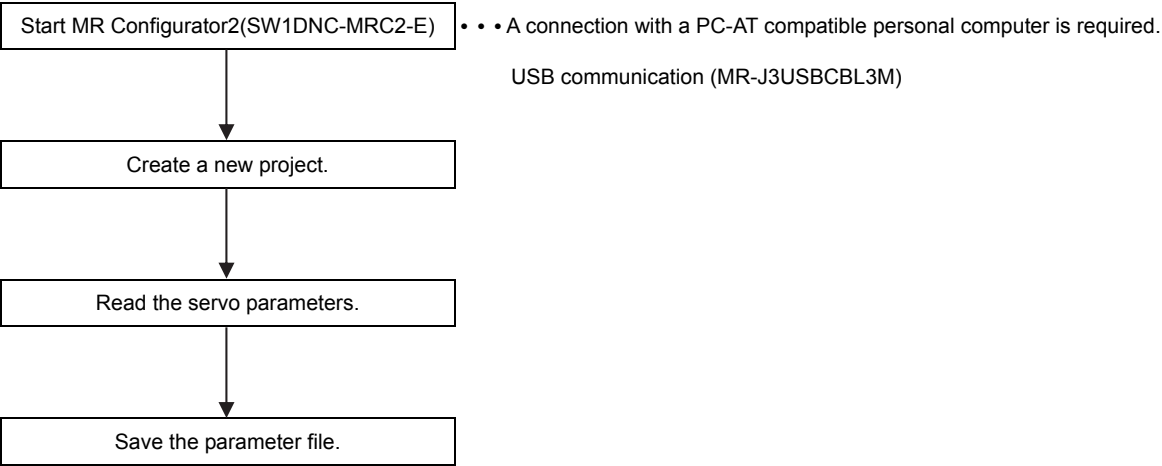 Start MR Configurator2(SW1DNC-MRC2-E) • • • A connection with a PC-AT compatible personal computer is required.
USB communication (MR-J3USBCBL3M)
Create a new project.
Read the servo parameters.
Save the parameter file.